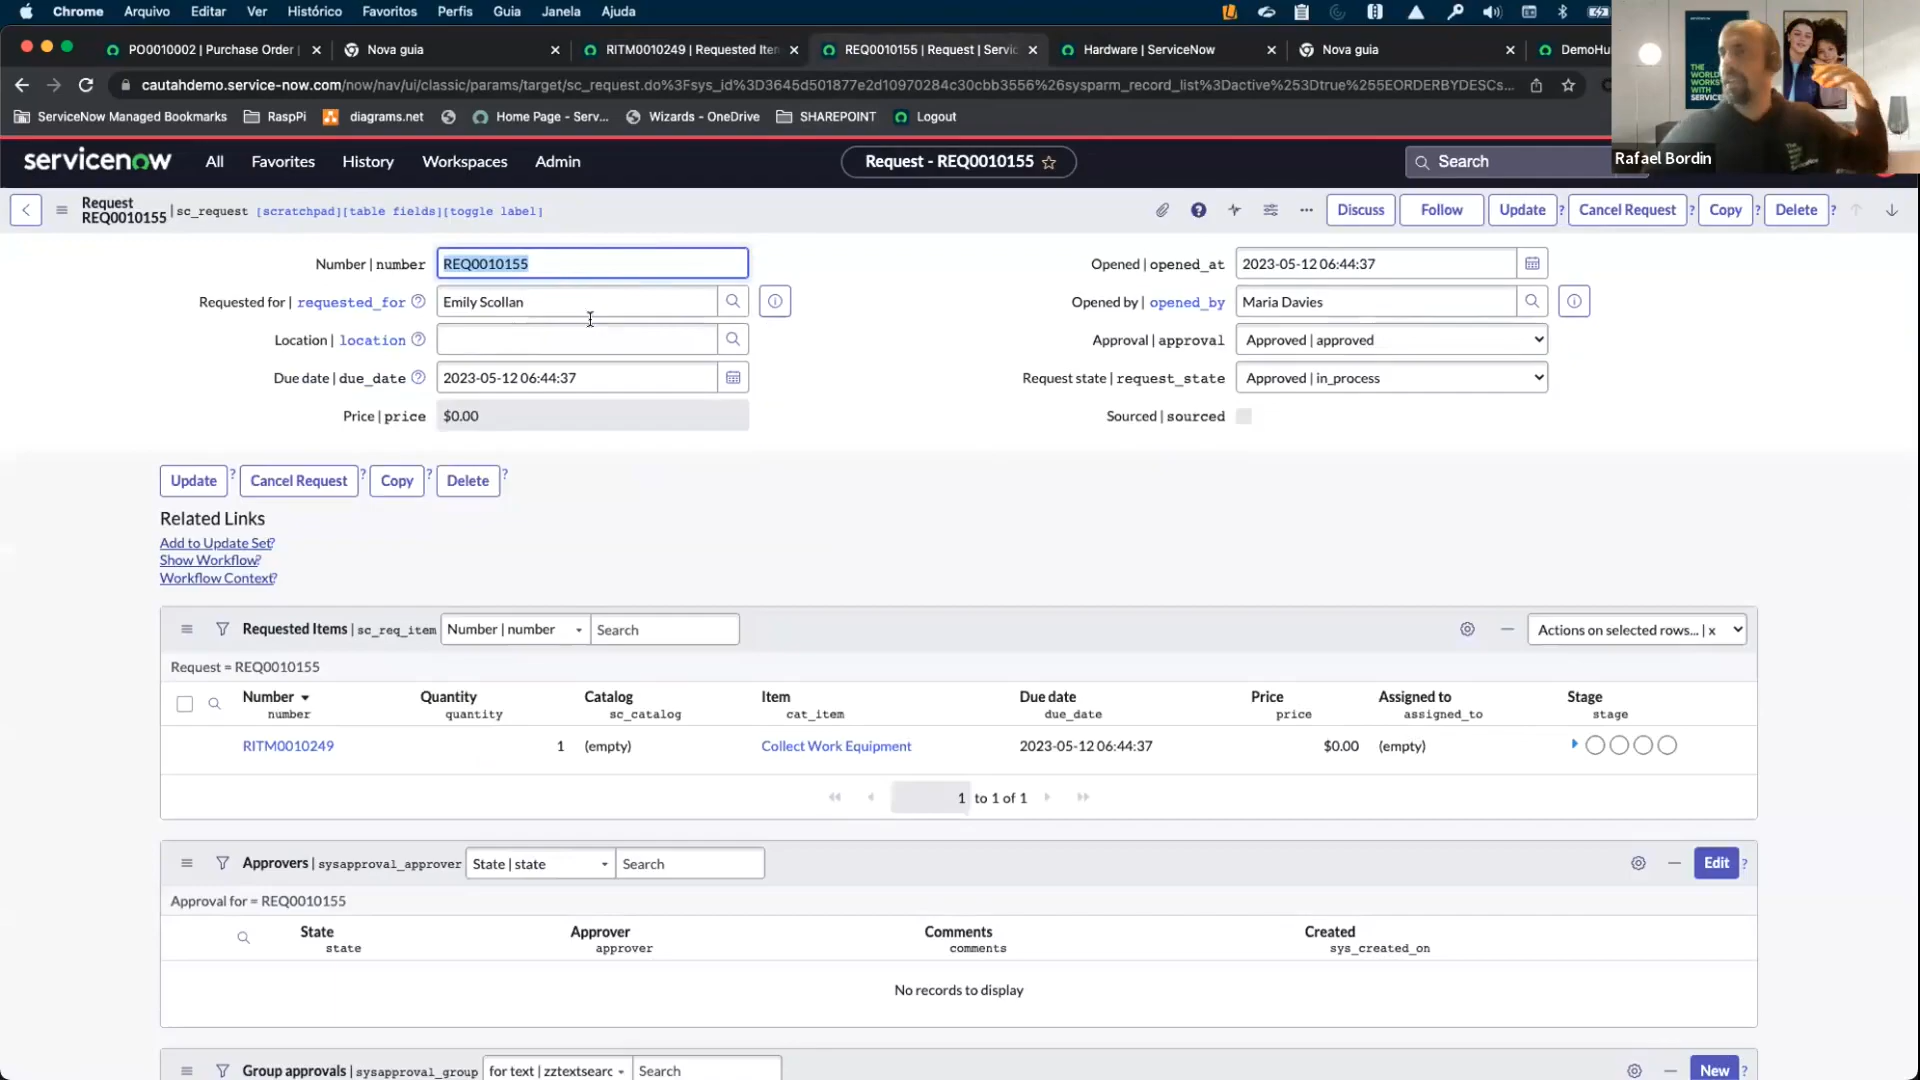 Chrome Arquivo Editar Ver Histórico Favoritos Perfis Guia Janela Ajuda
PO0010002 | Purchase Order | Nova guia RITM0010249 | Requested Iten REQ0010155 | Request | Servic Hardware | ServiceNow Nova guia DemoHu
cautahdemo.service-now.com/now/nav/ui/classic/params/target/sc_request.do%3Fsys_id%3D3645d501877e2d10970284c30cbb3556%26sysparm_record_list%3Dactive%253Dtrue%255EORDERBYDESCs...
ServiceNow Managed Bookmarks RaspPi diagrams.net Home Page - Serv... Wizards - OneDrive SHAREPOINT Logout
THE
WORLD
WORKS
WITH
SERVICE
Rafael Bordin
servicenow All Favorites History Workspaces Admin Request - REQ0010155 Search
Request
REQ0010155 | sc_request [scratchpad][table fields][toggle label] Discuss Follow Update ? Cancel Request ? Copy ? Delete ?
Number | number REQ0010155 Opened | opened_at 2023-05-12 06:44:37
Requested for | requested_for Emily Scollan Opened by | opened_by Maria Davies
Location | location Approval | approval Approved | approved
Due date | due_date 2023-05-12 06:44:37 Request state | request_state Approved | in_process
Price | price $0.00 Sourced | sourced
Update ? Cancel Request ? Copy ? Delete ?
Related Links
Add to Update Set?
Show Workflow?
Workflow Context?
Requested Items | sc_req_item Number | number Search Actions on selected rows... | x
Request = REQ0010155
Number Quantity Catalog Item Due date Price Assigned to Stage
number quantity sc_catalog cat_item due_date price assigned_to stage
RITM0010249 1 (empty) Collect Work Equipment 2023-05-12 06:44:37 $0.00 (empty)
1 to 1 of 1
Approvers | sysapproval_approver State | state Search Edit ?
Approval for = REQ0010155
State Approver Comments Created
state approver comments sys_created_on
No records to display
Group approvals | sysapproval_group for text | zztextsearc Search New ?